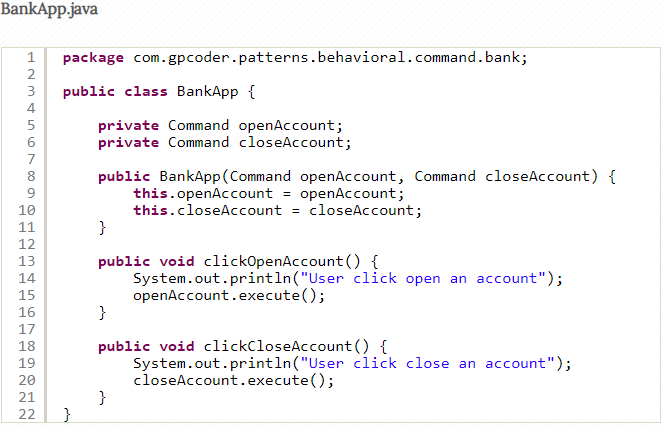 BankApp.java
1 package com.gpcoder.patterns.behavioral.command.bank;
2
3 public class BankApp {
4
5     private Command openAccount;
6     private Command closeAccount;
7
8     public BankApp(Command openAccount, Command closeAccount) {
9         this.openAccount = openAccount;
10         this.closeAccount = closeAccount;
11     }
12
13     public void clickOpenAccount() {
14         System.out.println("User click open an account");
15         openAccount.execute();
16     }
17
18     public void clickCloseAccount() {
19         System.out.println("User click close an account");
20         closeAccount.execute();
21     }
22 }